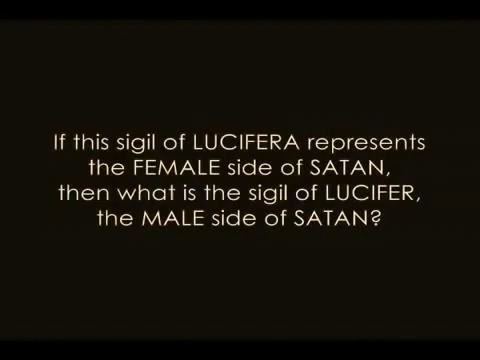 If this sigil of LUCIFERA represents
the FEMALE side of SATAN,
then what is the sigil of LUCIFER,
the MALE side of SATAN?